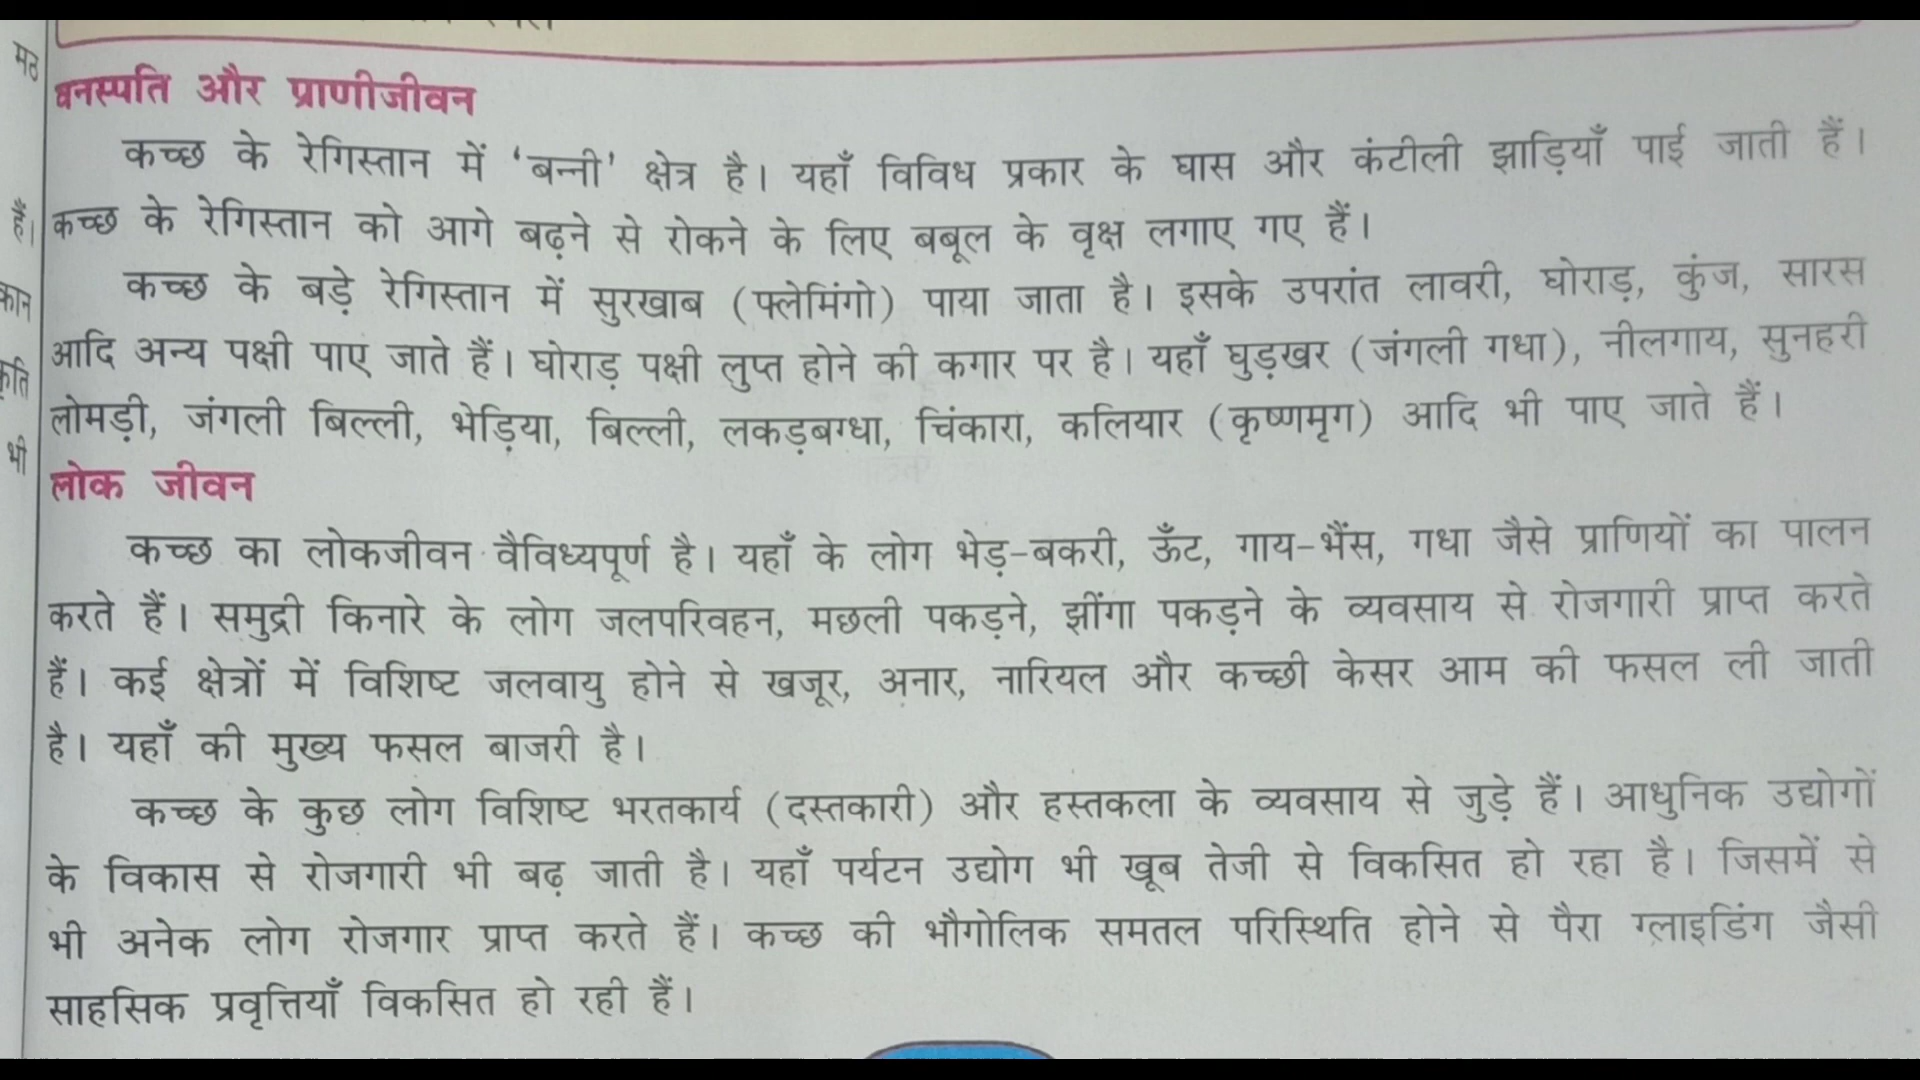 वनस्पति और प्राणीजीवन
कच्छ के रेगिस्तान में ‘बन्नी’ क्षेत्र है। यहाँ विविध प्रकार के घास और कंटीली झाड़ियाँ पाई जाती हैं।
कच्छ के रेगिस्तान को आगे बढ़ने से रोकने के लिए बबूल के वृक्ष लगाए गए हैं।
कच्छ के बड़े रेगिस्तान में सुरखाब (फ्लेमिंगो) पाया जाता है। इसके उपरांत लावरी, घोराड़, कुंज, सारस
आदि अन्य पक्षी पाए जाते हैं। घोराड़ पक्षी लुप्त होने की कगार पर है। यहाँ घुड़खर (जंगली गधा), नीलगाय, सुनहरी
लोमड़ी, जंगली बिल्ली, भेड़िया, बिल्ली, लकड़बग्धा, चिंकारा, कलियार (कृष्णमृग) आदि भी पाए जाते हैं।
लोक जीवन
कच्छ का लोकजीवन वैविध्यपूर्ण है। यहाँ के लोग भेड़-बकरी, ऊँट, गाय-भैंस, गधा जैसे प्राणियों का पालन
करते हैं। समुद्री किनारे के लोग जलपरिवहन, मछली पकड़ने, झींगा पकड़ने के व्यवसाय से रोजगारी प्राप्त करते
हैं। कई क्षेत्रों में विशिष्ट जलवायु होने से खजूर, अनार, नारियल और कच्छी केसर आम की फसल ली जाती
है। यहाँ की मुख्य फसल बाजरी है।
कच्छ के कुछ लोग विशिष्ट भरतकार्य (दस्तकारी) और हस्तकला के व्यवसाय से जुड़े हैं। आधुनिक उद्योगों
के विकास से रोजगारी भी बढ़ जाती है। यहाँ पर्यटन उद्योग भी खूब तेजी से विकसित हो रहा है। जिसमें से
भी अनेक लोग रोजगार प्राप्त करते हैं। कच्छ की भौगोलिक समतल परिस्थिति होने से पैरा ग्लाइडिंग जैसी
साहसिक प्रवृत्तियाँ विकसित हो रही हैं।